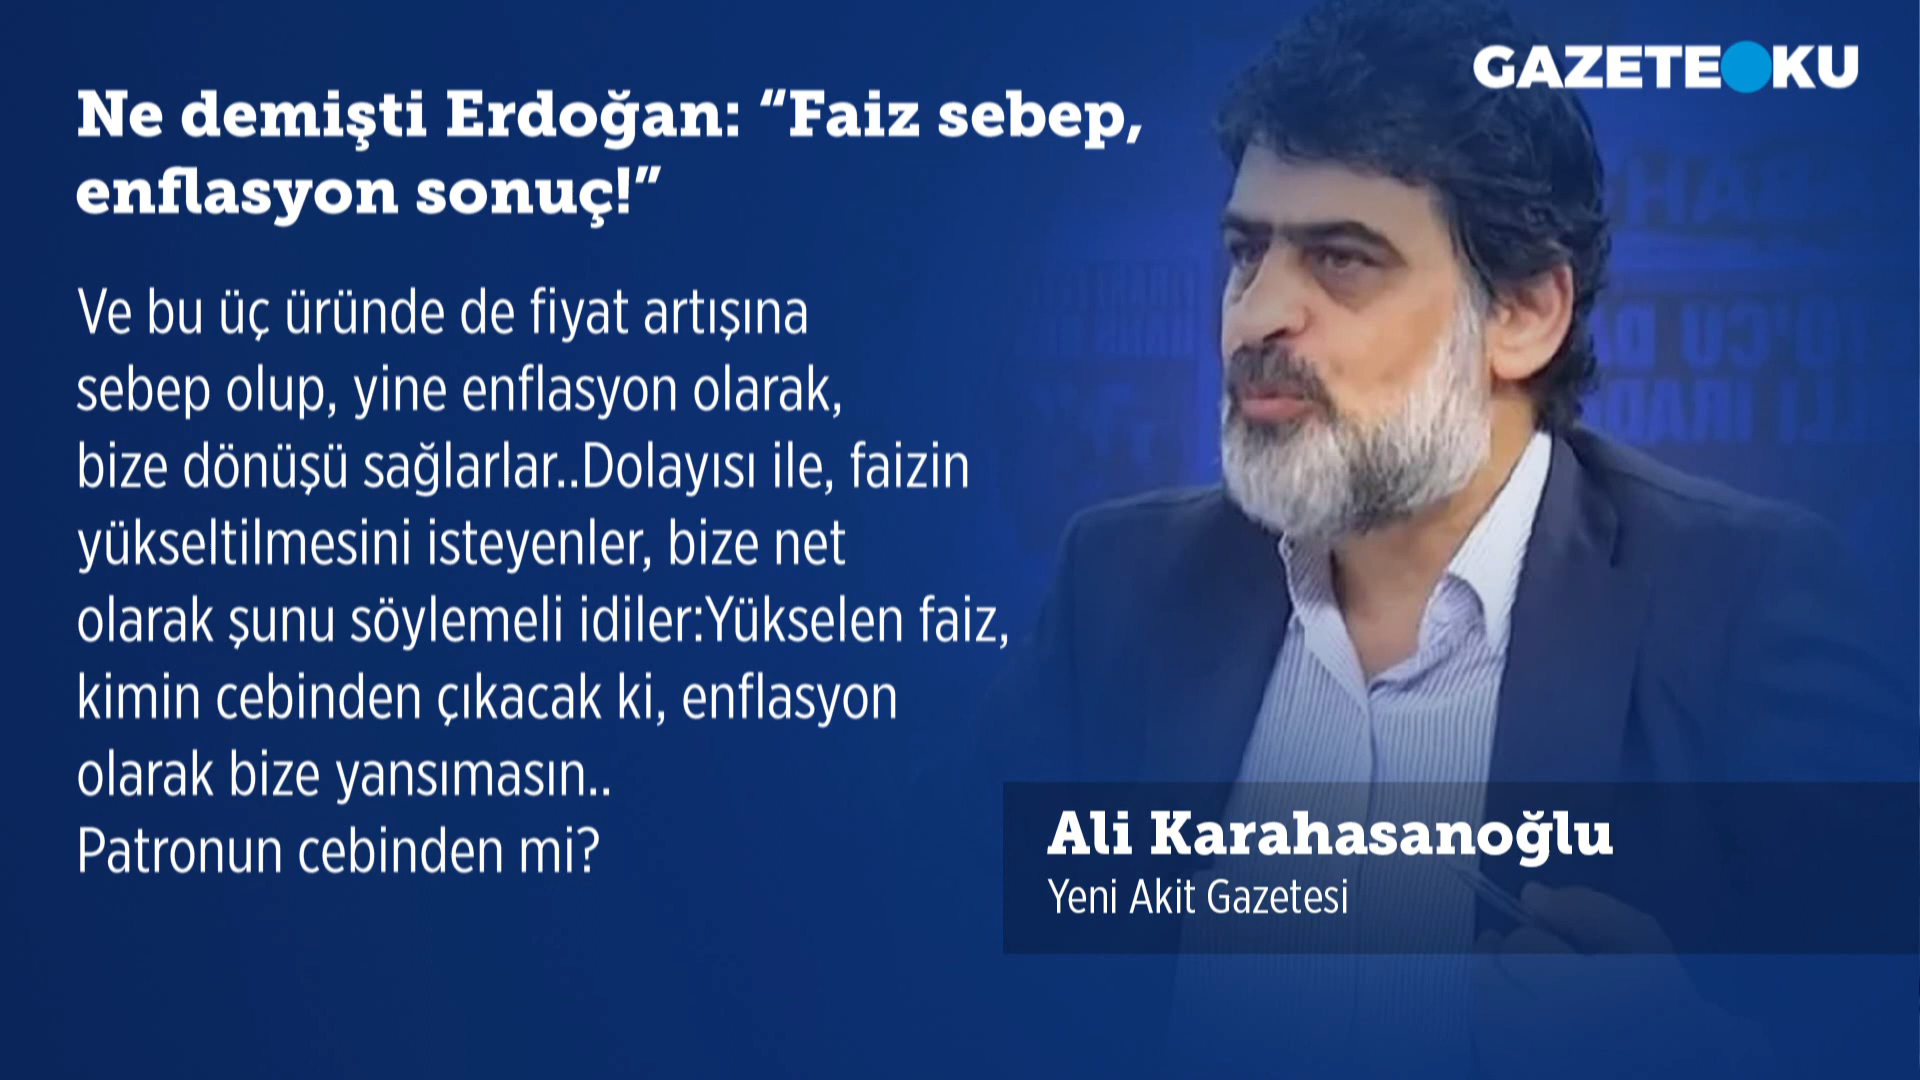 GAZETE OKU
Ne demişti Erdoğan: “Faiz sebep,
enflasyon sonuç!”
Ve bu üç üründe de fiyat artışına
sebep olup, yine enflasyon olarak,
bize dönüşü sağlarlar..Dolayısı ile, faizin
yükseltilmesini isteyenler, bize net
olarak şunu söylemeli idiler:Yükselen faiz,
kimin cebinden çıkacak ki, enflasyon
olarak bize yansımasın..
Patronun cebinden mi?
Ali Karahasanoğlu
Yeni Akit Gazetesi